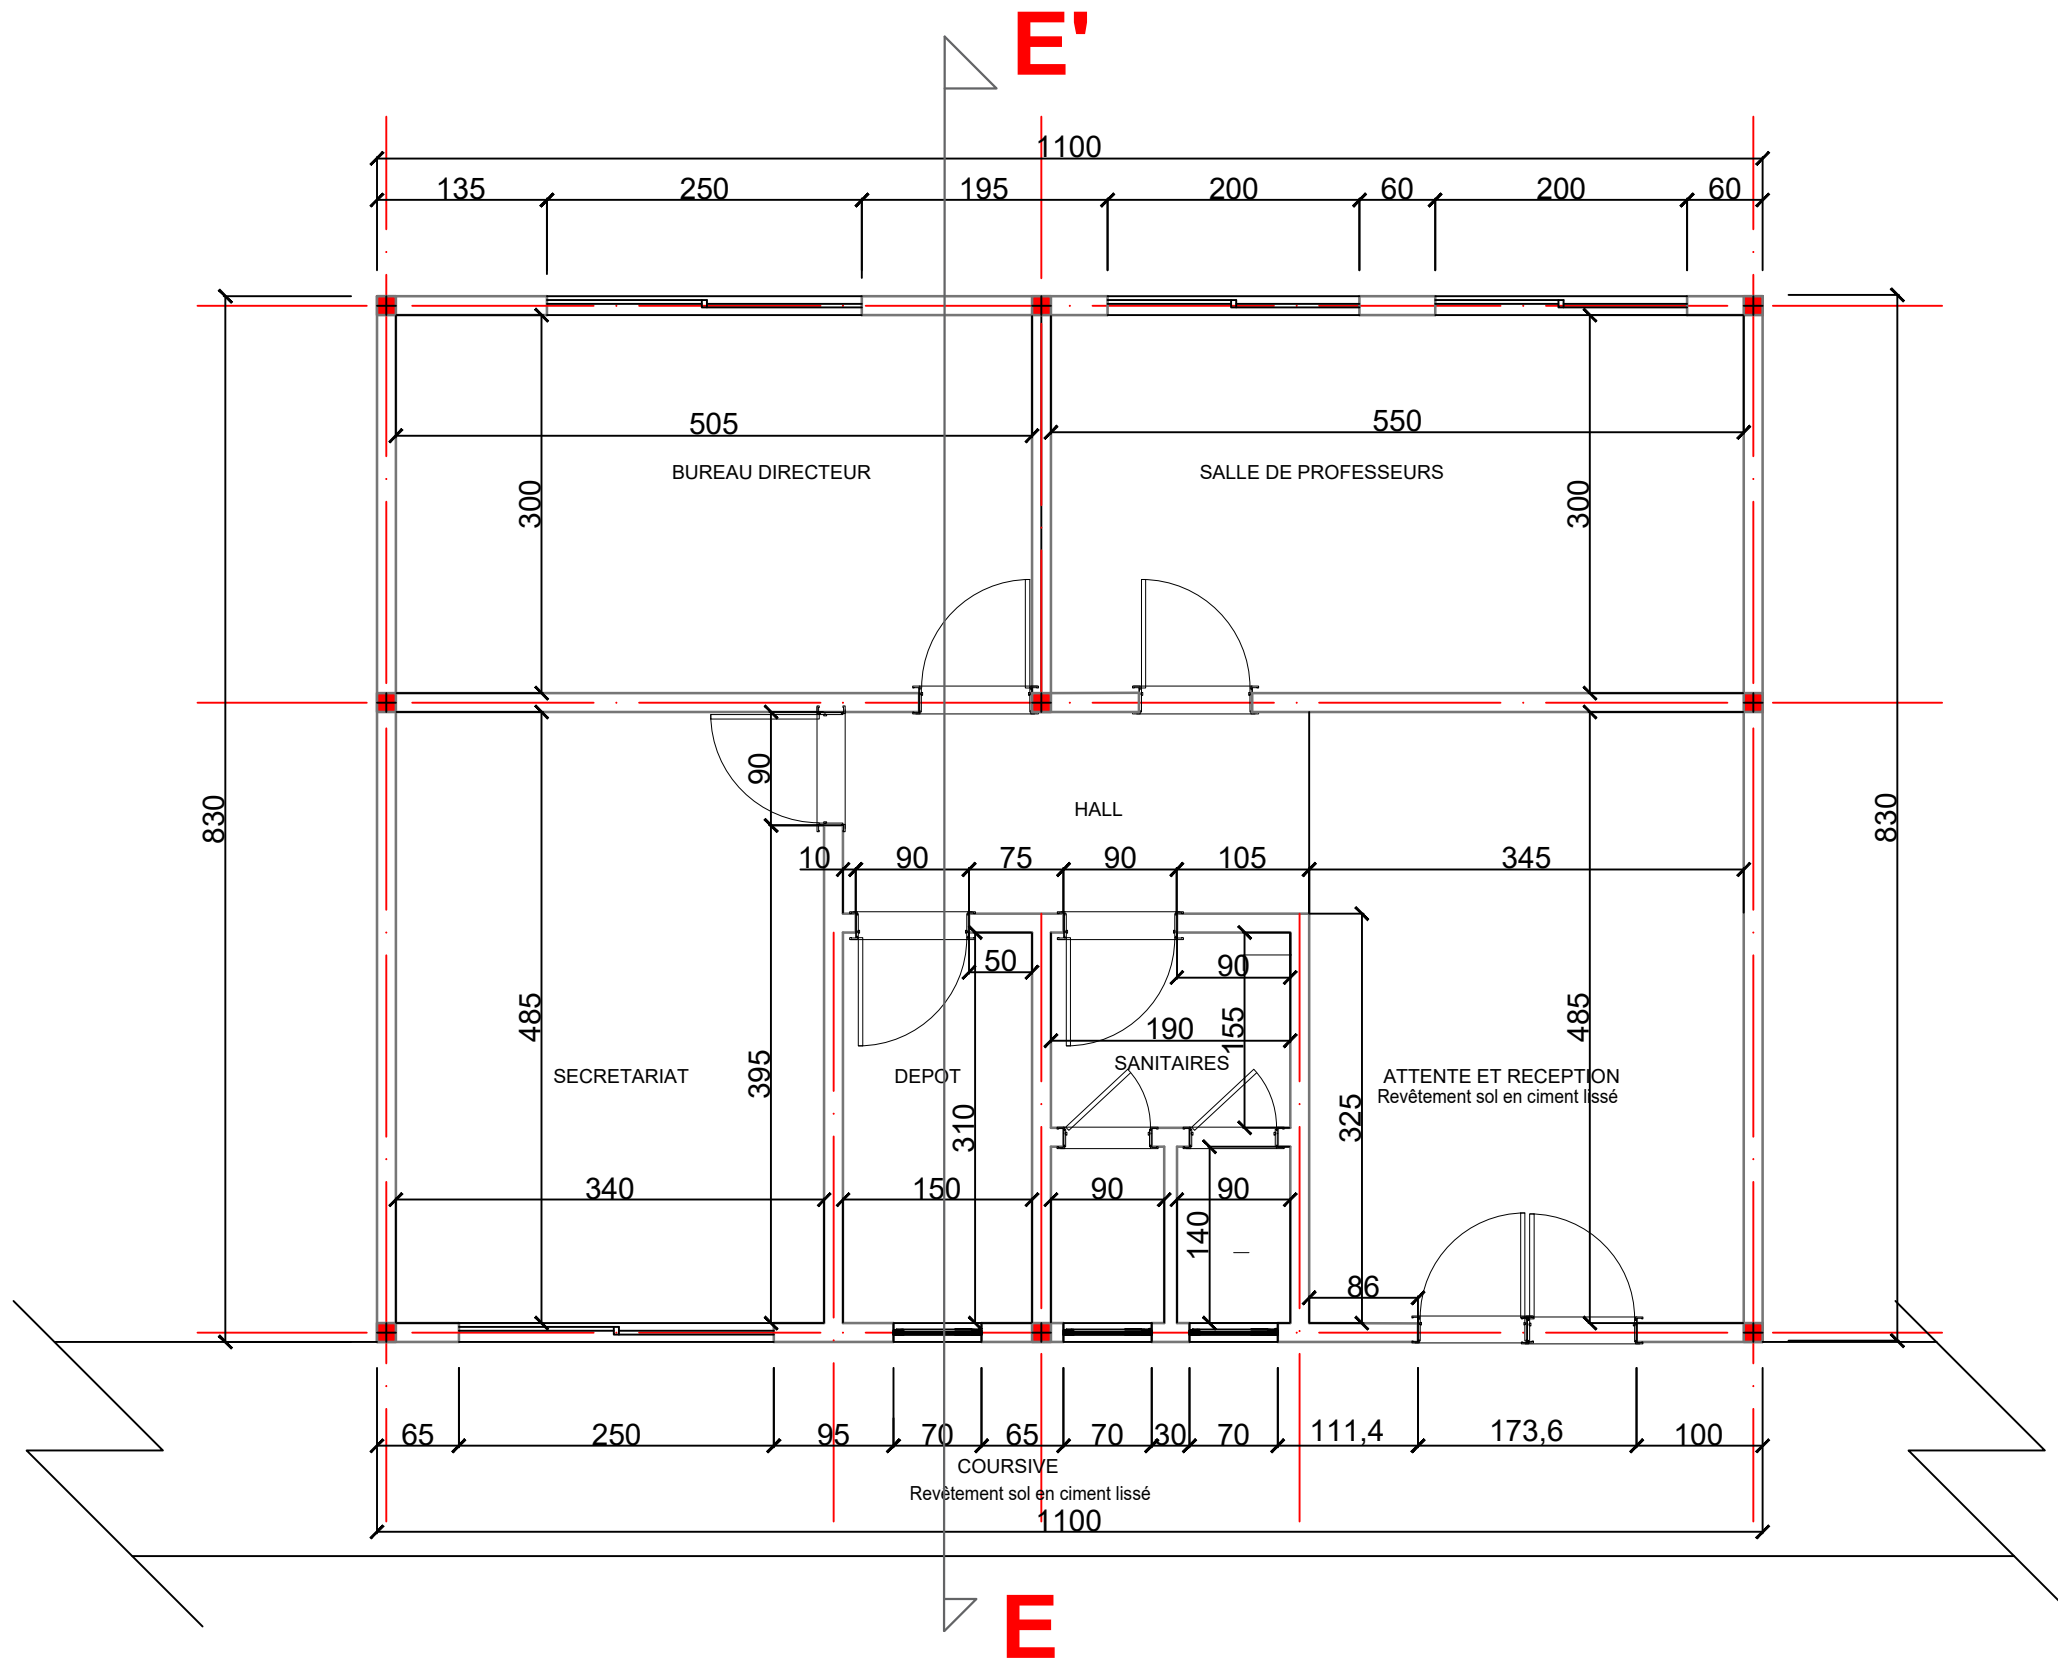 E'
1100
135 250 195 200 60 200 60
505 550
BUREAU DIRECTEUR SALLE DE PROFESSEURS
300 300
90
830 HALL 830
10 90 75 90 105 345
50 90
485 190 155 485
395 SANITAIRES
SECRETARIAT DEPOT ATTENTE ET RECEPTION
Revêtement sol en ciment lissé
310 325
340 150 90 90
140
86
65 250 95 70 65 70 30 70 111,4 173,6 100
COURSIVE
Revêtement sol en ciment lissé
1100
E